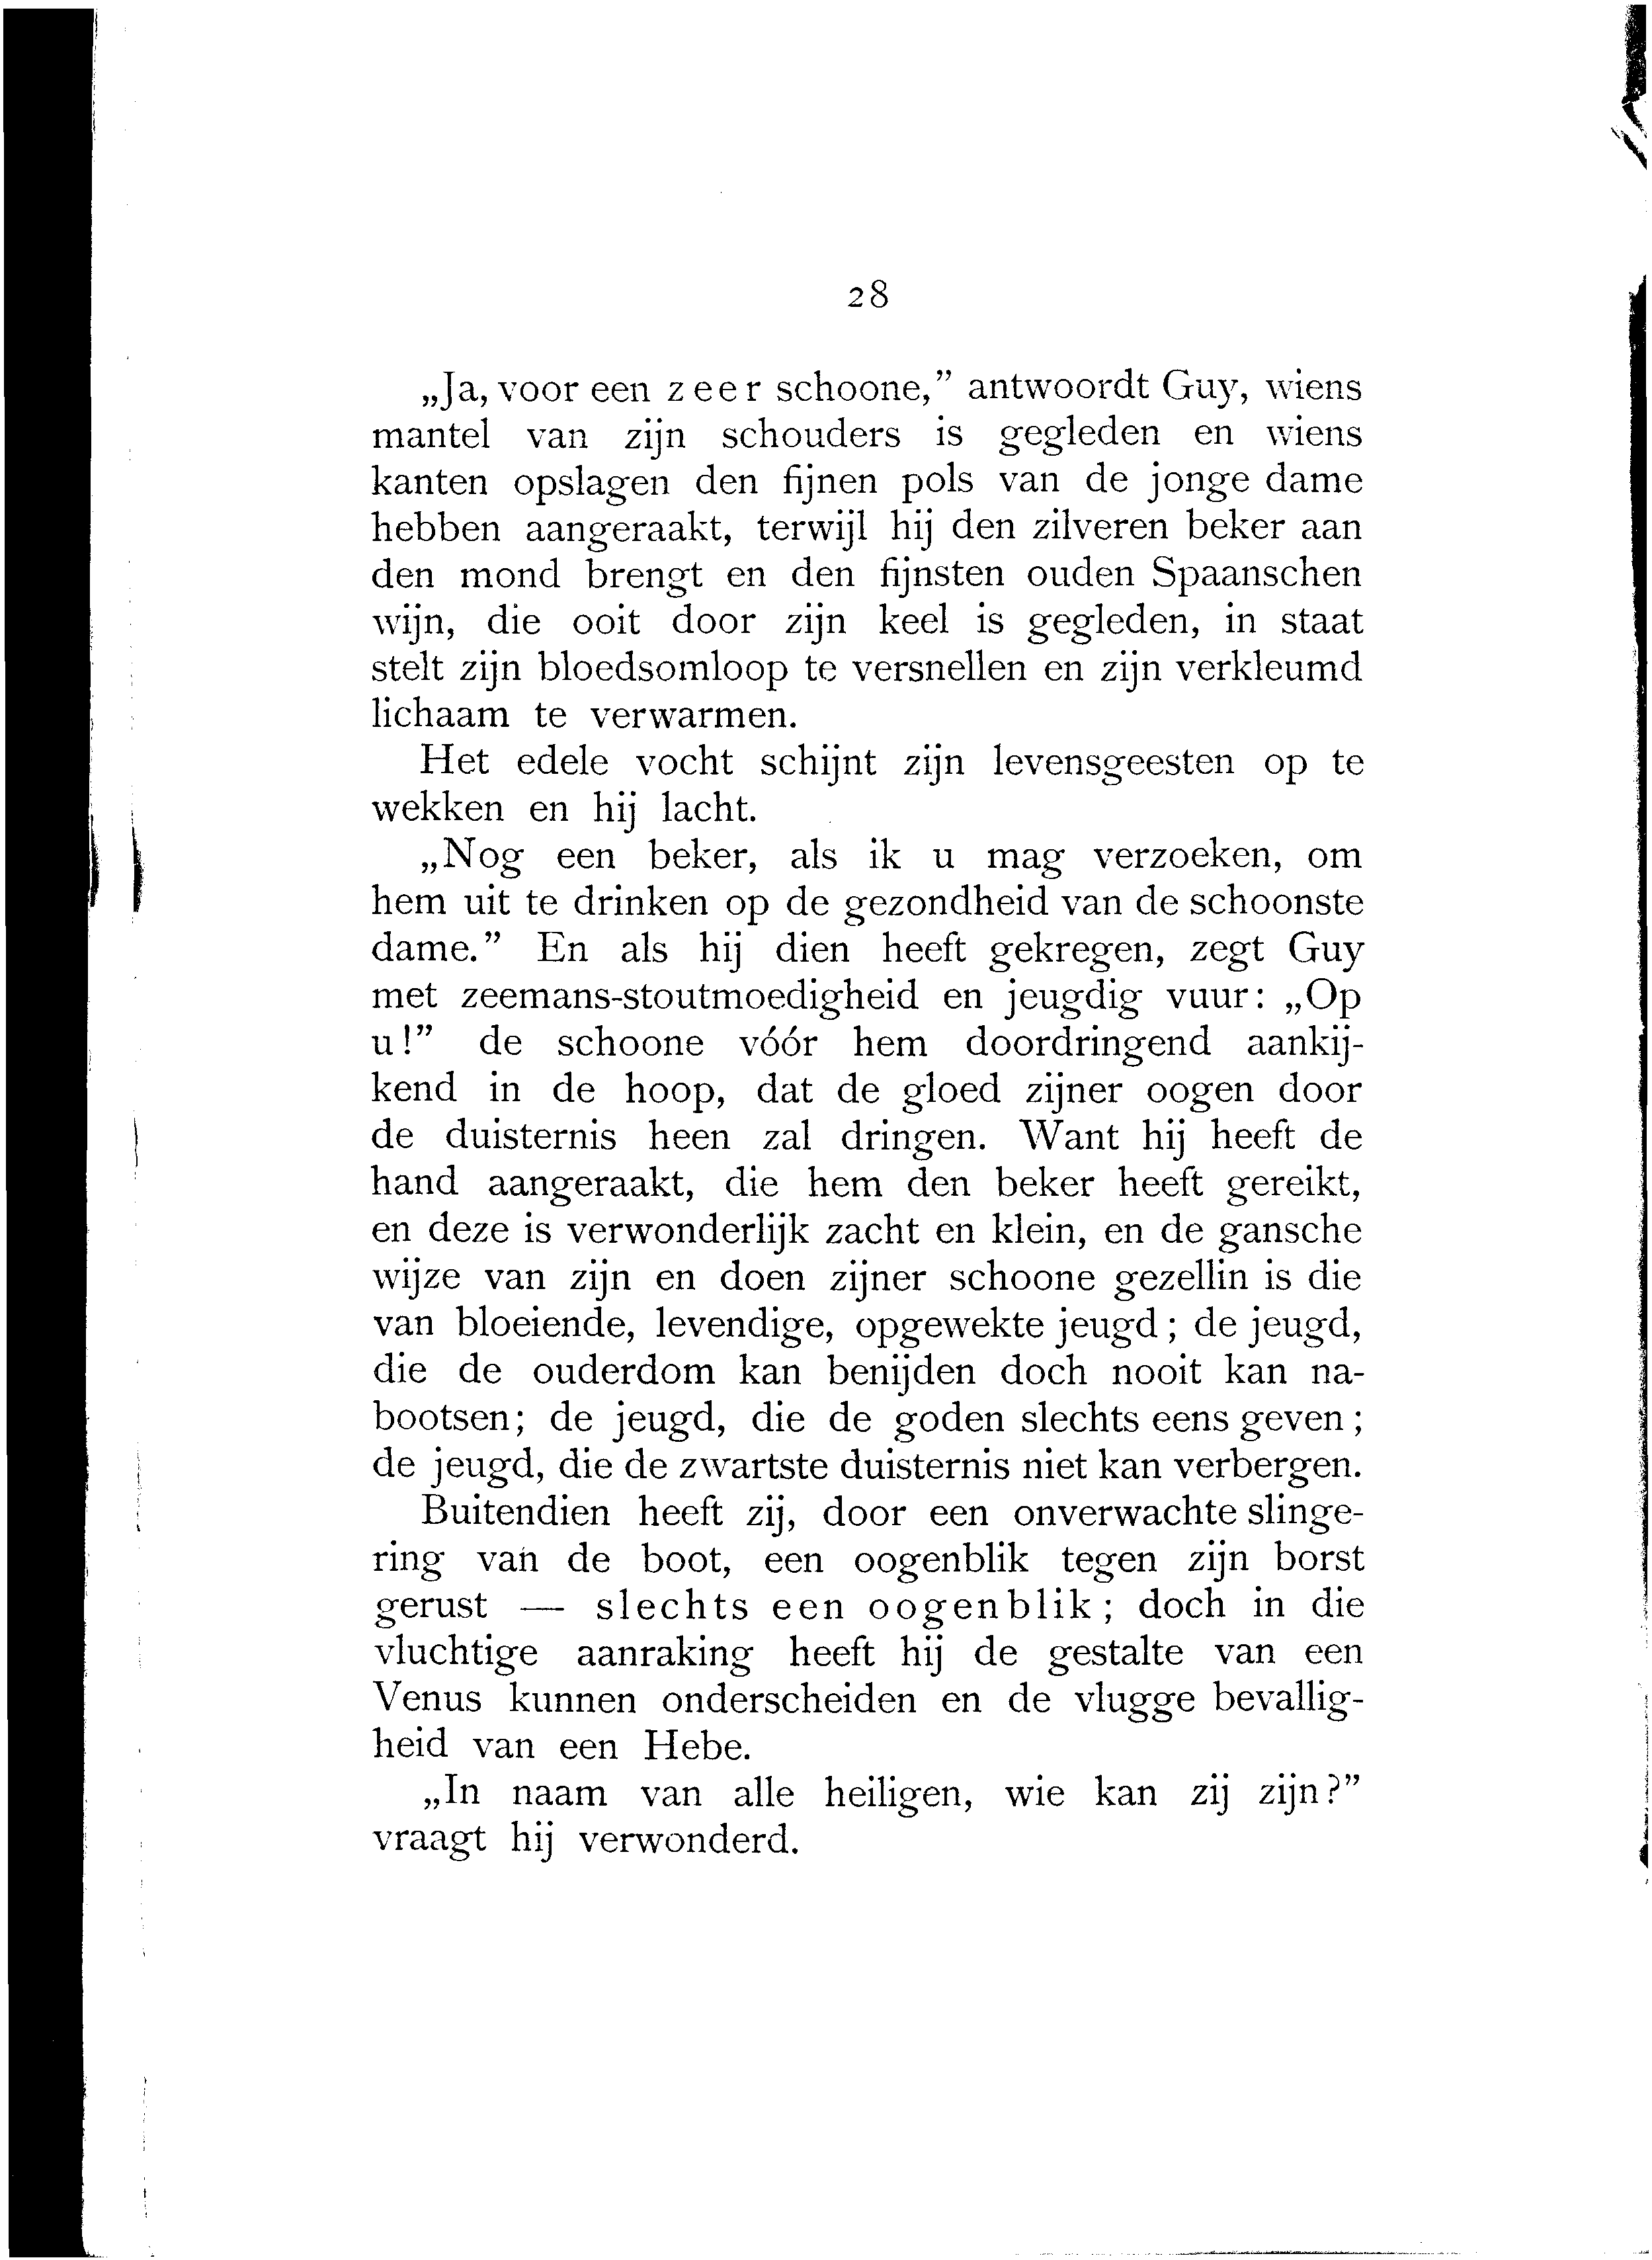 28
„Ja, voor een zeer schoone,” antwoordt Guy, wiens
mantel van zijn schouders is gegleden en wiens
kanten opslagen den fijnen pols van de jonge dame
hebben aangeraakt, terwijl hij den zilveren beker aan
den mond brengt en den fijnsten ouden Spaanschen
wijn, die ooit door zijn keel is gegleden, in staat
stelt zijn bloedsomloop te versnellen en zijn verkleumd
lichaam te verwarmen.
Het edele vocht schijnt zijn levensgeesten op te
wekken en hij lacht.
„Nog een beker, als ik u mag verzoeken, om
hem uit te drinken op de gezondheid van de schoonste
dame.” En als hij dien heeft gekregen, zegt Guy
met zeemans-stoutmoedigheid en jeugdig vuur: „Op
u!” de schoone vóór hem doordringend aankij-
kend in de hoop, dat de gloed zijner oogen door
de duisternis heen zal dringen. Want hij heeft de
hand aangeraakt, die hem den beker heeft gereikt,
en deze is verwonderlijk zacht en klein, en de gansche
wijze van zijn en doen zijner schoone gezellin is die
van bloeiende, levendige, opgewekte jeugd; de jeugd,
die de ouderdom kan benijden doch nooit kan na-
bootsen; de jeugd, die de goden slechts eens geven;
de jeugd, die de zwartste duisternis niet kan verbergen.
Buitendien heeft zij, door een onverwachte slinge-
ring van de boot, een oogenblik tegen zijn borst
gerust — slechts een oogenblik; doch in die
vluchtige aanraking heeft hij de gestalte van een
Venus kunnen onderscheiden en de vlugge bevallig-
heid van een Hebe.
„In naam van alle heiligen, wie kan zij zijn?”
vraagt hij verwonderd.